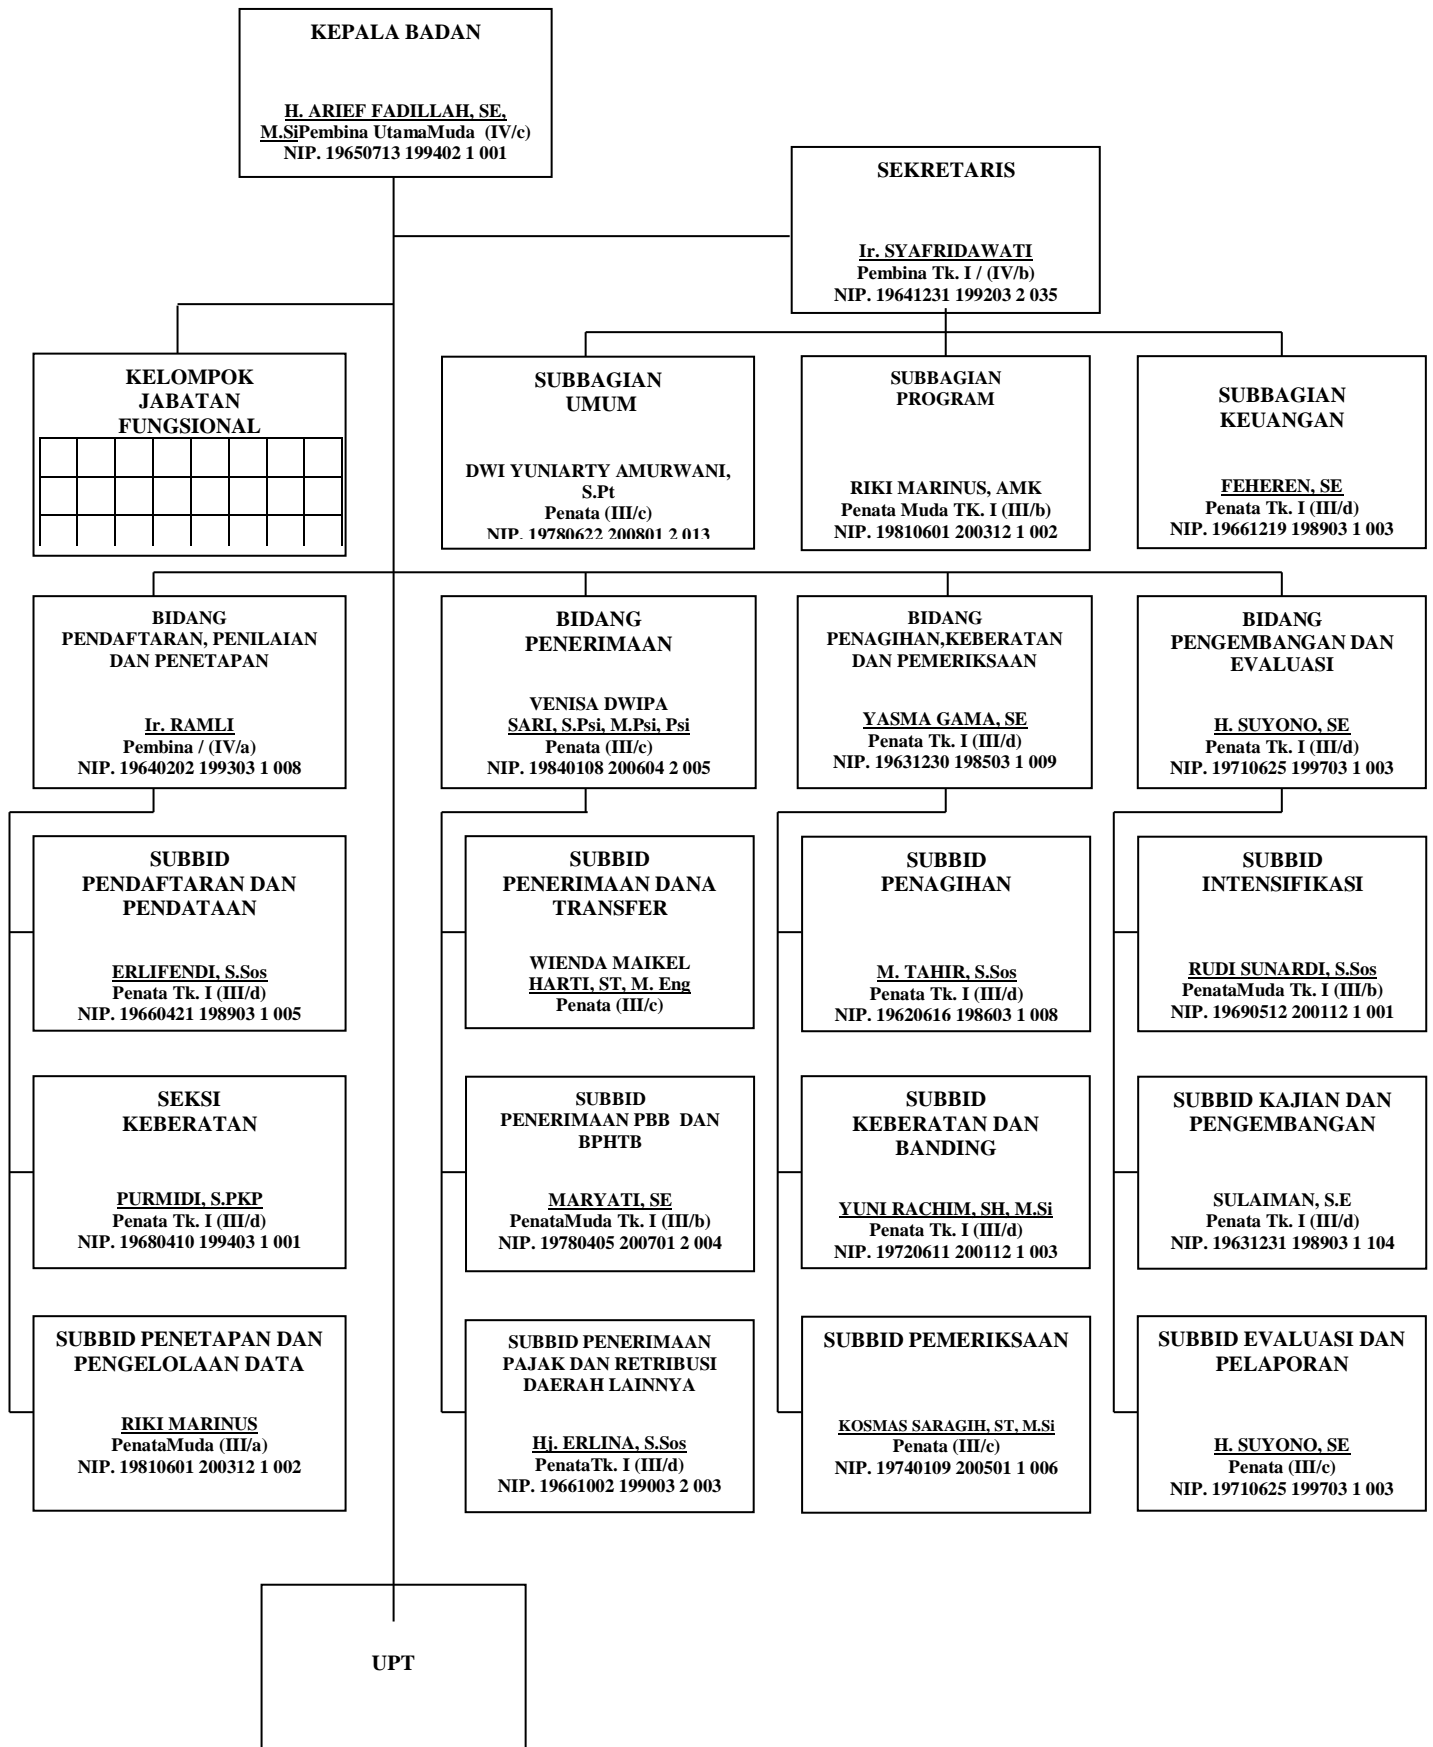 KEPALA BADAN
H. ARIEF FADILLAH, SE,
M.SiPembina UtamaMuda (IV/c)
NIP. 19650713 199402 1 001
SEKRETARIS
Ir. SYAFRIDAWATI
Pembina Tk. I / (IV/b)
NIP. 19641231 199203 2 035
KELOMPOK
JABATAN
FUNGSIONAL
SUBBAGIAN
UMUM
DWI YUNIARTY AMURWANI,
S.Pt
Penata (III/c)
NIP. 19780622 200801 2 013
SUBBAGIAN
PROGRAM
RIKI MARINUS, AMK
Penata Muda TK. I (III/b)
NIP. 19810601 200312 1 002
SUBBAGIAN
KEUANGAN
FEHEREN, SE
Penata Tk. I (III/d)
NIP. 19661219 198903 1 003
BIDANG
PENDAFTARAN, PENILAIAN
DAN PENETAPAN
Ir. RAMLI
Pembina / (IV/a)
NIP. 19640202 199303 1 008
BIDANG
PENERIMAAN
VENISA DWIPA
SARI, S.Psi, M.Psi, Psi
Penata (III/c)
NIP. 19840108 200604 2 005
BIDANG
PENAGIHAN,KEBERATAN
DAN PEMERIKSAAN
YASMA GAMA, SE
Penata Tk. I (III/d)
NIP. 19631230 198503 1 009
BIDANG
PENGEMBANGAN DAN
EVALUASI
H. SUYONO, SE
Penata Tk. I (III/d)
NIP. 19710625 199703 1 003
SUBBID
PENDAFTARAN DAN
PENDATAAN
ERLIFENDI, S.Sos
Penata Tk. I (III/d)
NIP. 19660421 198903 1 005
SUBBID
PENERIMAAN DANA
TRANSFER
WIENDA MAIKEL
HARTI, ST, M. Eng
Penata (III/c)
SUBBID
PENAGIHAN
M. TAHIR, S.Sos
Penata Tk. I (III/d)
NIP. 19620616 198603 1 008
SUBBID
INTENSIFIKASI
RUDI SUNARDI, S.Sos
PenataMuda Tk. I (III/b)
NIP. 19690512 200112 1 001
SEKSI
KEBERATAN
PURMIDI, S.PKP
Penata Tk. I (III/d)
NIP. 19680410 199403 1 001
SUBBID
PENERIMAAN PBB DAN
BPHTB
MARYATI, SE
PenataMuda Tk. I (III/b)
NIP. 19780405 200701 2 004
SUBBID
KEBERATAN DAN
BANDING
YUNI RACHIM, SH, M.Si
Penata Tk. I (III/d)
NIP. 19720611 200112 1 003
SUBBID KAJIAN DAN
PENGEMBANGAN
SULAIMAN, S.E
Penata Tk. I (III/d)
NIP. 19631231 198903 1 104
SUBBID PENETAPAN DAN
PENGELOLAAN DATA
RIKI MARINUS
PenataMuda (III/a)
NIP. 19810601 200312 1 002
SUBBID PENERIMAAN
PAJAK DAN RETRIBUSI
DAERAH LAINNYA
Hj. ERLINA, S.Sos
PenataTk. I (III/d)
NIP. 19661002 199003 2 003
SUBBID PEMERIKSAAN
KOSMAS SARAGIH, ST, M.Si
Penata (III/c)
NIP. 19740109 200501 1 006
SUBBID EVALUASI DAN
PELAPORAN
H. SUYONO, SE
Penata (III/c)
NIP. 19710625 199703 1 003
UPT